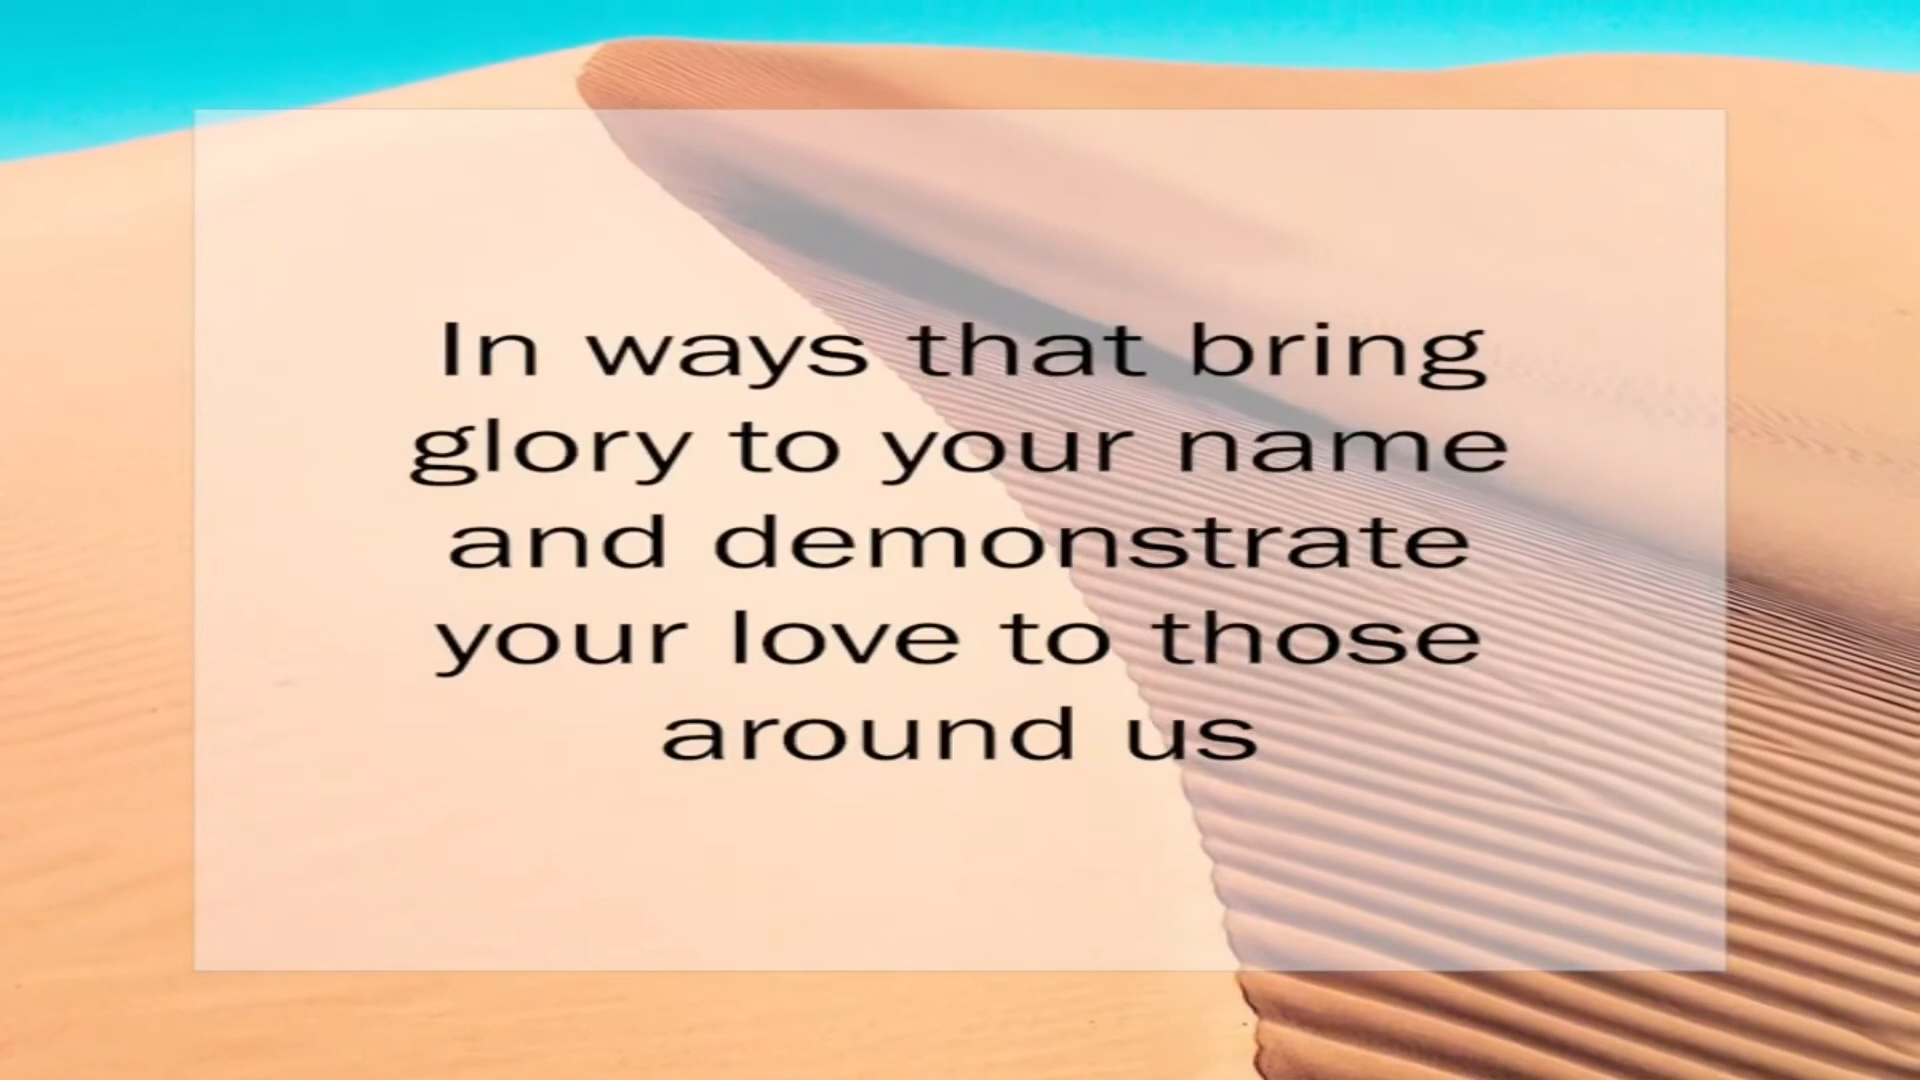 In ways that bring
glory to your name
and demonstrate
your love to those
around us